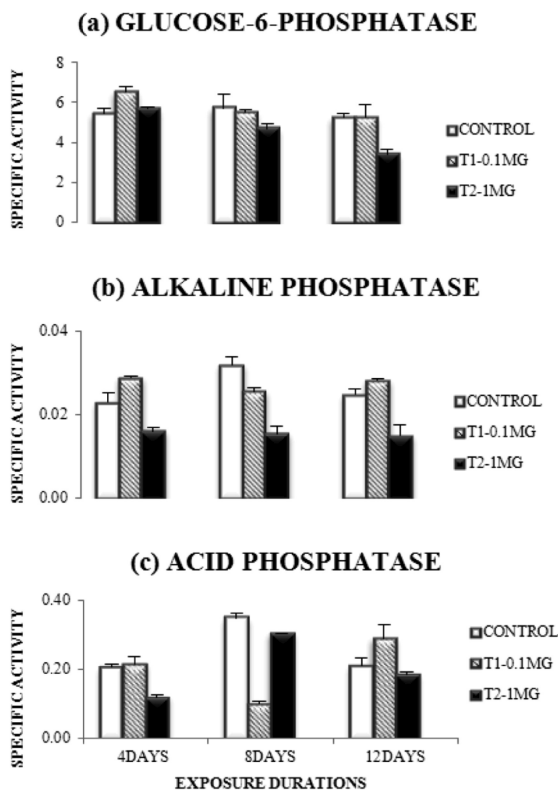 (a) GLUCOSE-6-PHOSPHATASE
SPECIFIC ACTIVITY
8
6
4
2
0
CONTROL
T1-0.1MG
T2-1MG
(b) ALKALINE PHOSPHATASE
SPECIFIC ACTIVITY
0.04
0.02
0.00
CONTROL
T1-0.1MG
T2-1MG
(c) ACID PHOSPHATASE
SPECIFIC ACTIVITY
0.40
0.20
0.00
CONTROL
T1-0.1MG
T2-1MG
4DAYS 8DAYS 12DAYS
EXPOSURE DURATIONS